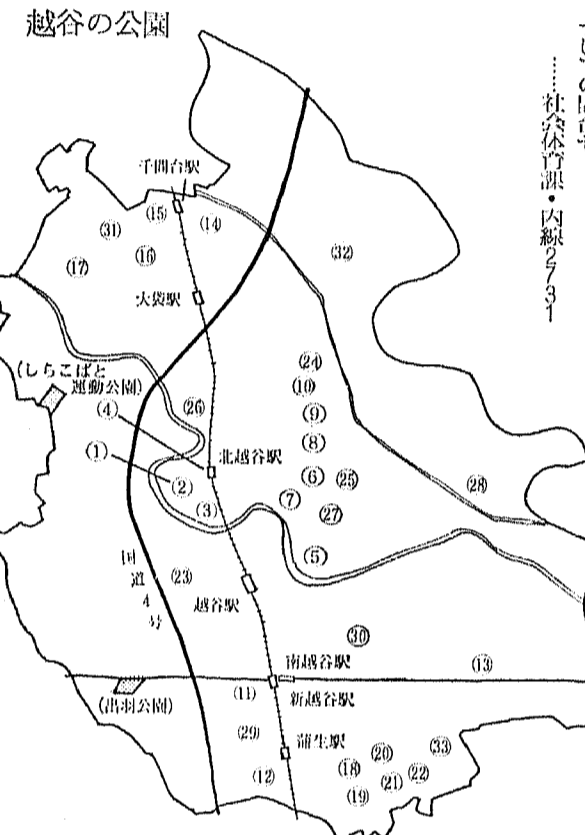 越谷の公園
……社会体育課・内線2731
千間台駅
(31)
(15)
(14)
(16)
(17)
(32)
大袋駅
(しらこばと
運動公園)
(24)
(10)
(9)
(26)
(4)
(8)
(1)
北越谷駅
(2)
(6)
(25)
(28)
(3)
(7)
(27)
(5)
国道4号
(23)
越谷駅
(30)
南越谷駅
(13)
(出羽公園)
(11)
新越谷駅
(29)
蒲生駅
(12)
(18)
(20)
(33)
(19)
(21)
(22)